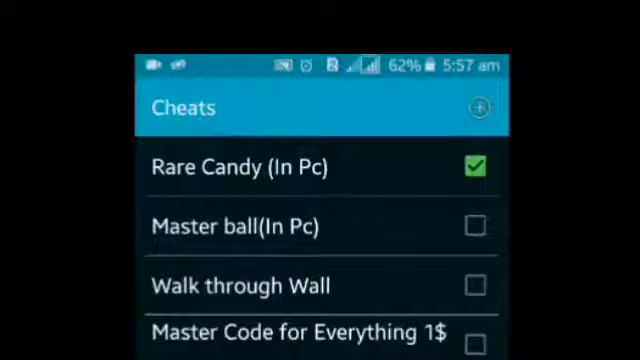 62% 5:57 am
Cheats
Rare Candy (In Pc)
Master ball(In Pc)
Walk through Wall
Master Code for Everything 1$